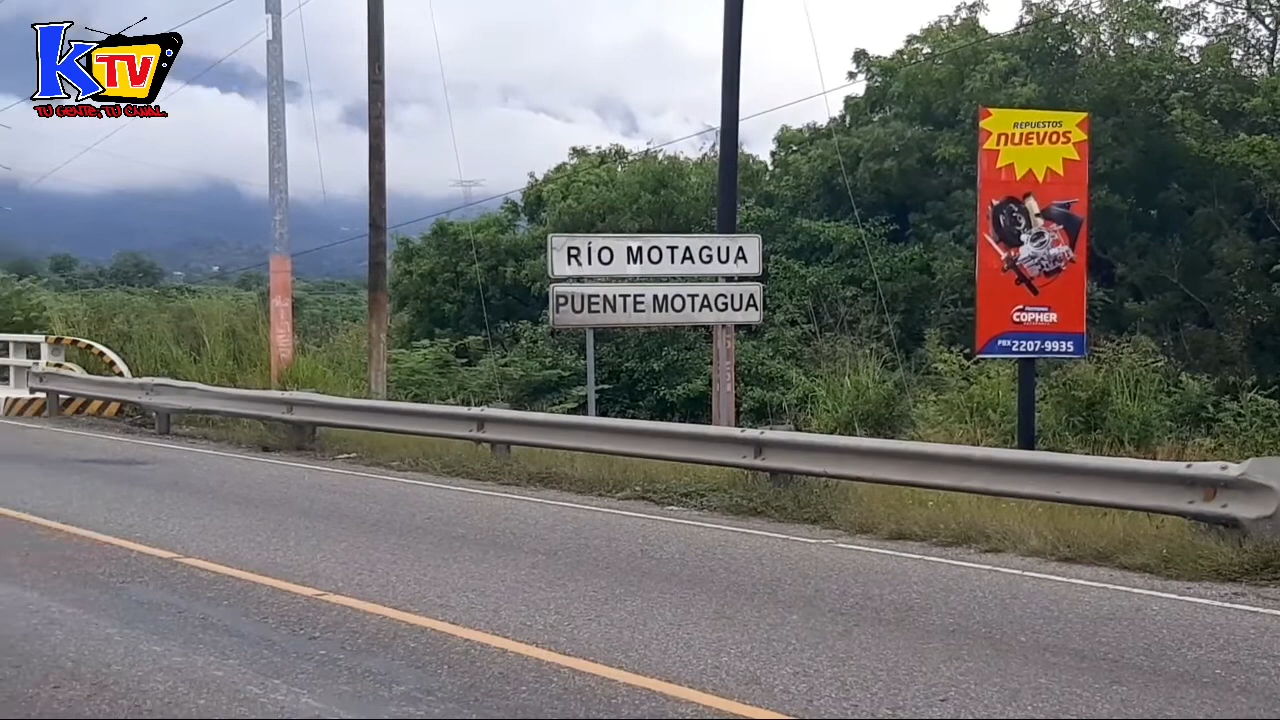 KTV
TU GENTE, TU CANAL.
RÍO MOTAGUA
PUENTE MOTAGUA
REPUESTOS
NUEVOS
COPHER
PBX 2207-9935